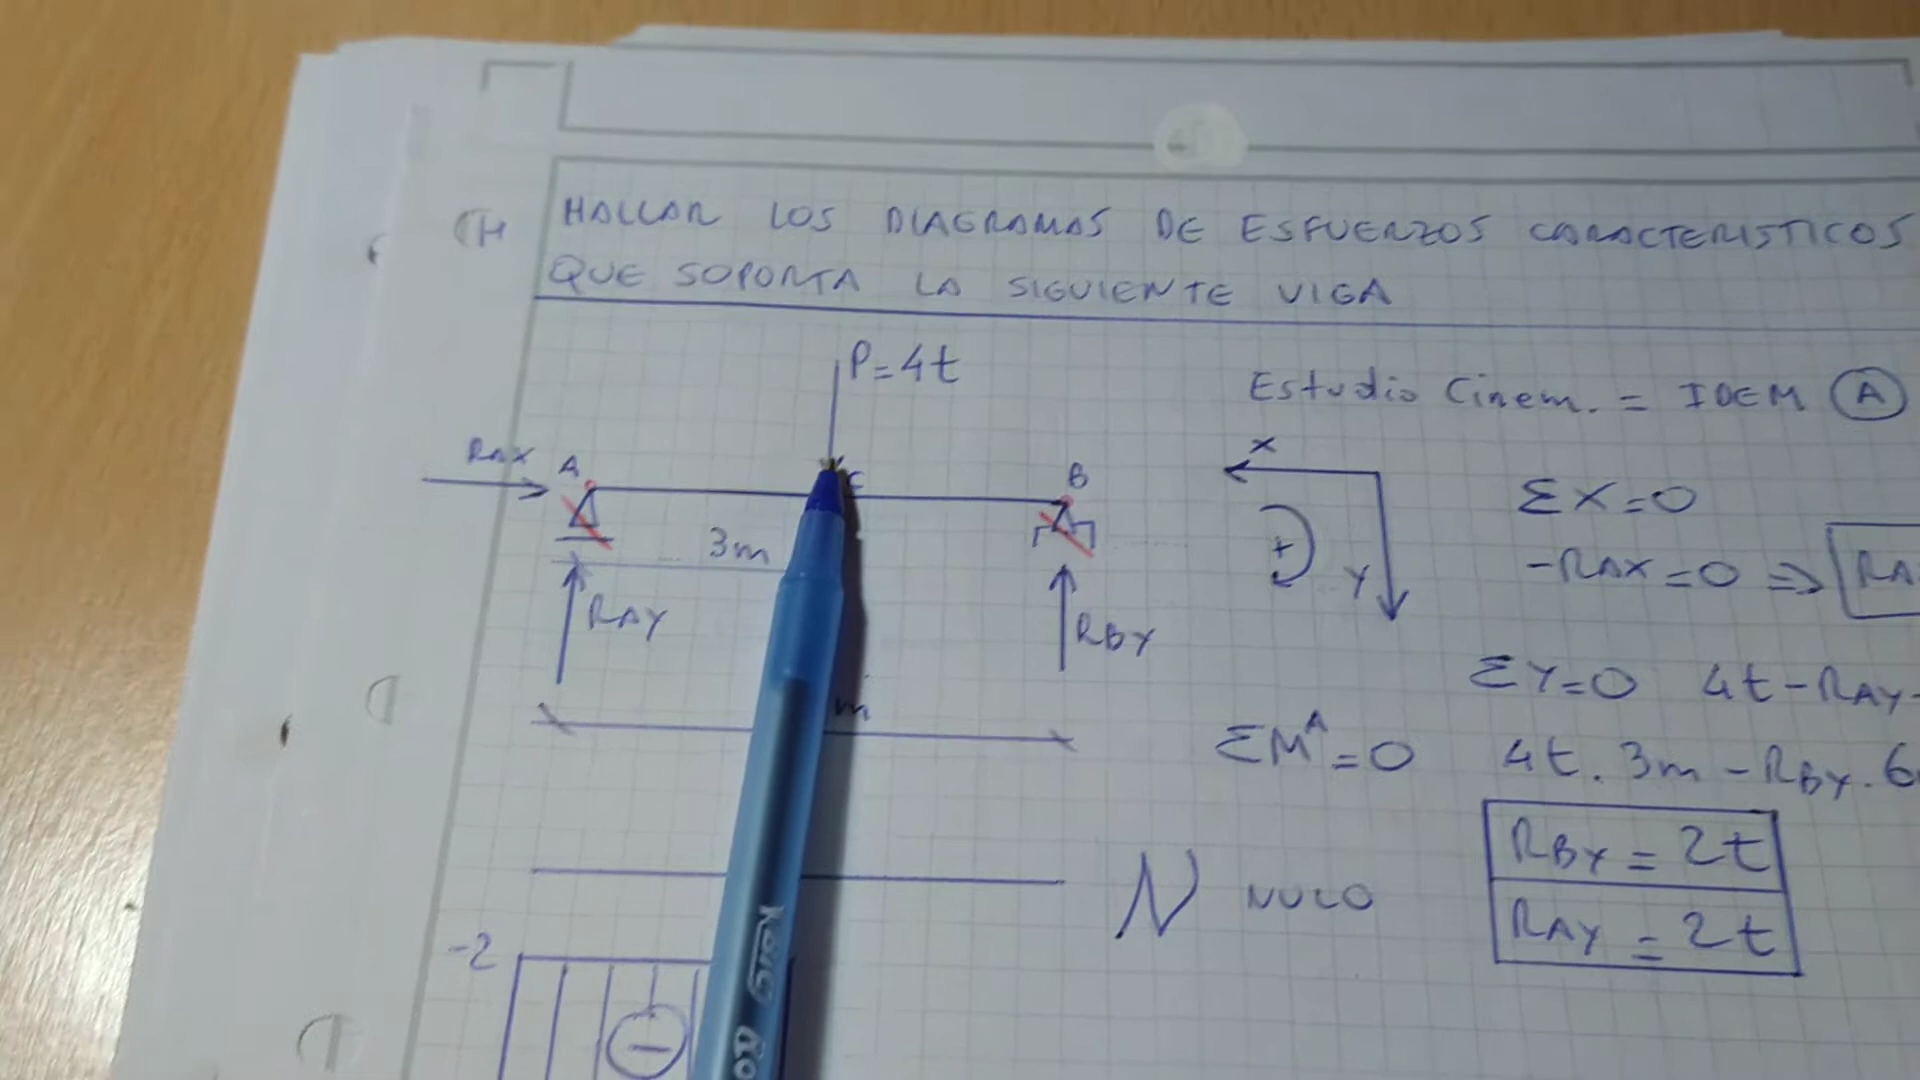 HALLAR LOS DIAGRAMAS DE ESFUERZOS CARACTERISTICOS
QUE SOPORTA LA SIGUIENTE VIGA
P=4t
Estudio Cinem. = IDEM A
RAX
A
C
B
X
+
Y
ΣX=0
-RAX=0 ⇒ RA
3m
RAY
RBY
m
ΣY=0 4t-RAY-
ΣM^A=0 4t.3m-RBY.6
N NULO
RBY=2t
RAY=2t
-2
−